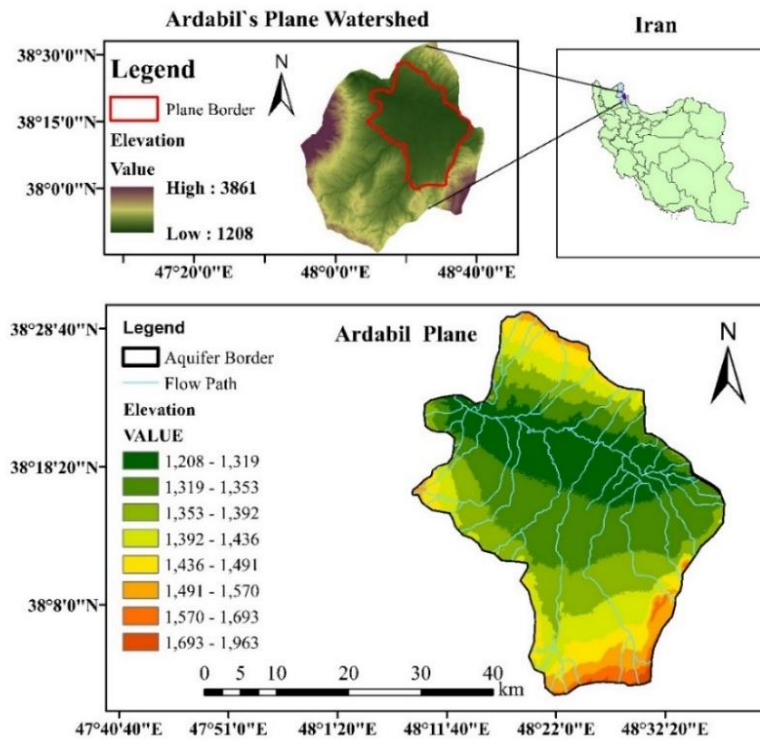 Ardabil`s Plane Watershed
Iran
38°30'0"N
38°15'0"N
38°0'0"N
Legend
Plane Border
Elevation
Value
High : 3861
Low : 1208
N
47°20'0"E
48°0'0"E
48°40'0"E
38°28'40"N
38°18'20"N
38°8'0"N
Legend
Aquifer Border
Flow Path
Elevation
VALUE
1,208 - 1,319
1,319 - 1,353
1,353 - 1,392
1,392 - 1,436
1,436 - 1,491
1,491 - 1,570
1,570 - 1,693
1,693 - 1,963
Ardabil Plane
N
0 5 10 20 30 40
km
47°40'40"E 47°51'0"E 48°1'20"E 48°11'40"E 48°22'0"E 48°32'20"E